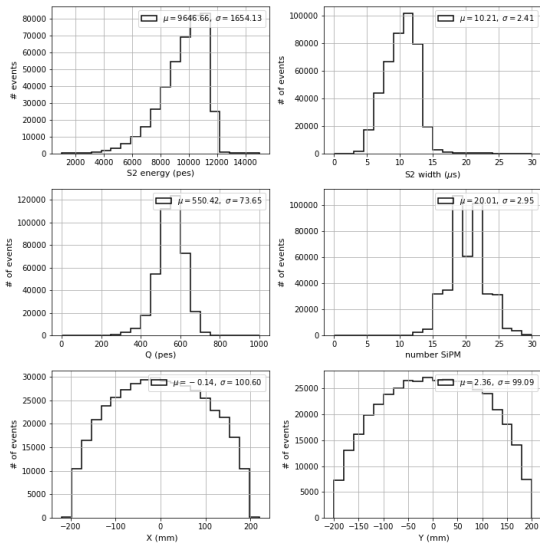 μ = 9646.66, σ = 1654.13
# of events
80000
70000
60000
50000
40000
30000
20000
10000
0
2000 4000 6000 8000 10000 12000 14000
S2 energy (pes)
μ = 10.21, σ = 2.41
# of events
100000
80000
60000
40000
20000
0
0 5 10 15 20 25 30
S2 width (μs)
μ = 550.42, σ = 73.65
# of events
120000
100000
80000
60000
40000
20000
0
0 200 400 600 800 1000
Q (pes)
μ = 20.01, σ = 2.95
# of events
100000
80000
60000
40000
20000
0
0 5 10 15 20 25 30
number SiPM
μ = −0.14, σ = 100.60
# of events
30000
25000
20000
15000
10000
5000
0
−200 −100 0 100 200
X (mm)
μ = 2.36, σ = 99.09
# of events
25000
20000
15000
10000
5000
0
−200 −150 −100 −50 0 50 100 150 200
Y (mm)